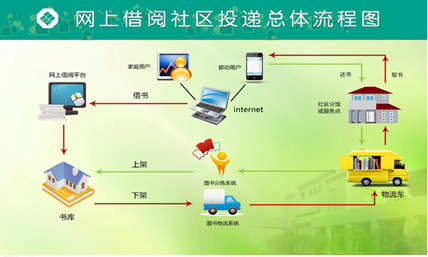 网上借阅社区投递总体流程图
家庭用户
移动用户
还书
取书
网上借阅平台
借书
internet
社区分馆
或服务点
上架
图书分拣系统
物流车
下架
书库
图书物流系统